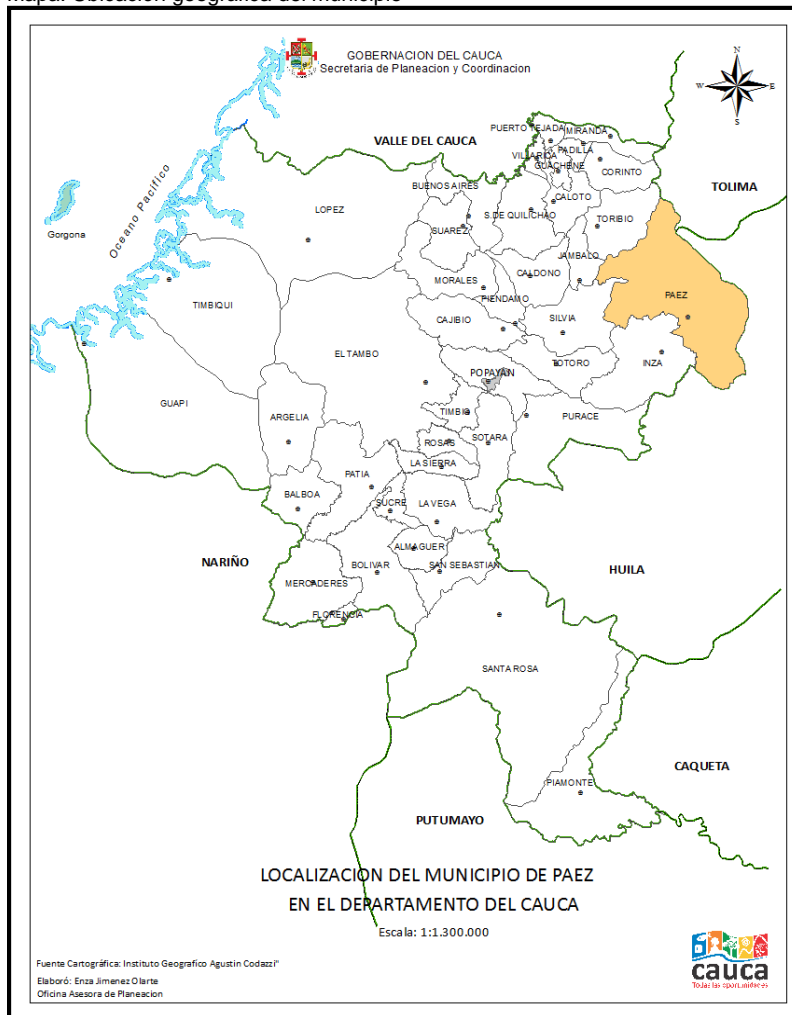 Mapa. Ubicación geográfica del municipio
GOBERNACION DEL CAUCA
Secretaria de Planeacion y Coordinacion
N
W
E
S
Oceano Pacifico
Gorgona
VALLE DEL CAUCA
TOLIMA
PUERTO TEJADA
MIRANDA
PADILLA
VILLARICA
GUACHENE
CORINTO
BUENOS AIRES
CALOTO
LOPEZ
S.DE QUILICHAO
TORIBIO
SUAREZ
JAMBALO
CALDONO
MORALES
PIENDAMO
PAEZ
TIMBIQUI
CAJIBIO
SILVIA
EL TAMBO
TOTORO
INZA
POPAYAN
GUAPI
ARGELIA
TIMBIO
PURACE
ROSAS
SOTARA
LA SIERRA
PATIA
BALBOA
SUCRE
LA VEGA
ALMAGUER
NARIÑO
BOLIVAR
SAN SEBASTIAN
HUILA
MERCADERES
FLORENCIA
SANTA ROSA
CAQUETA
PIAMONTE
PUTUMAYO
LOCALIZACION DEL MUNICIPIO DE PAEZ
EN EL DEPARTAMENTO DEL CAUCA
Escala: 1:1.300.000
Fuente Cartográfica: Instituto Geografico Agustin Codazzi"
Elaboró: Enza Jimenez Olarte
Oficina Asesora de Planeacion
cauca
Todas las oportunidades